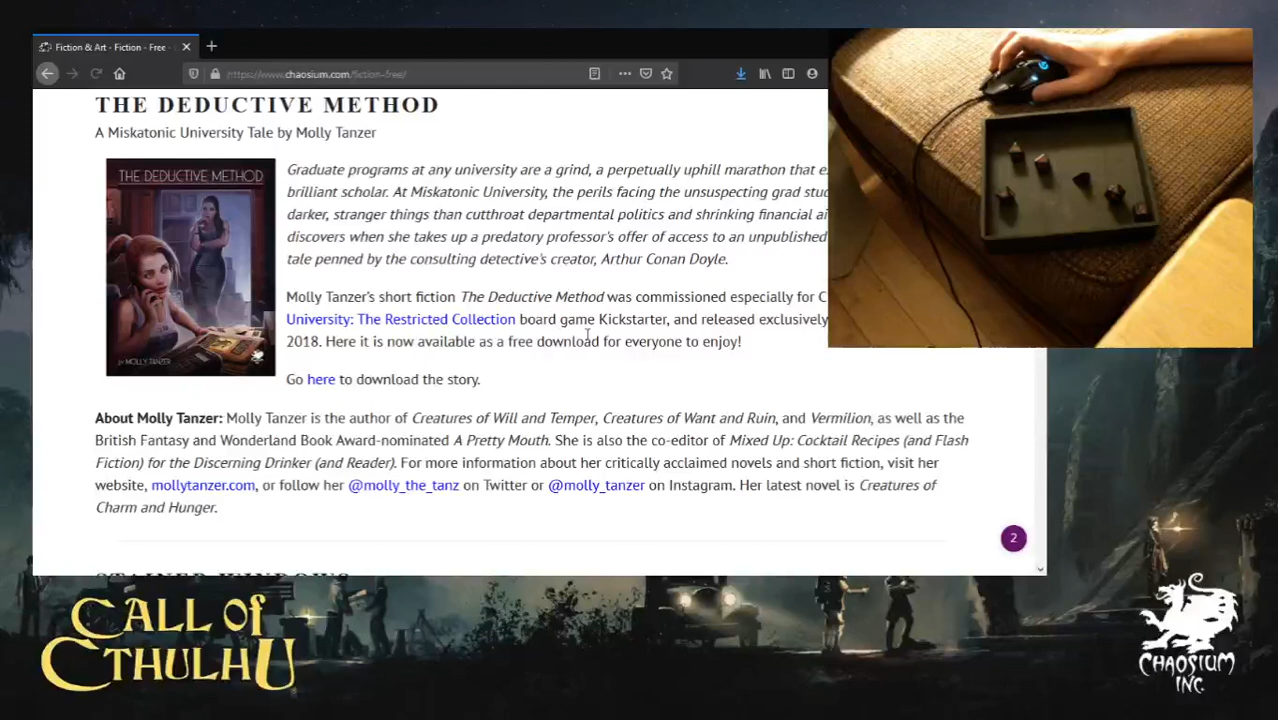 Fiction & Art - Fiction - Free -
https://www.chaosium.com/fiction-free/
THE DEDUCTIVE METHOD
A Miskatonic University Tale by Molly Tanzer
THE DEDUCTIVE METHOD
BY MOLLY TANZER
Graduate programs at any university are a grind, a perpetually uphill marathon that
brilliant scholar. At Miskatonic University, the perils facing the unsuspecting grad
darker, stranger things than cutthroat departmental politics and shrinking financial
discovers when she takes up a predatory professor's offer of access to an unpublished
tale penned by the consulting detective's creator, Arthur Conan Doyle.
Molly Tanzer's short fiction The Deductive Method was commissioned especially for C
University: The Restricted Collection board game Kickstarter, and released exclusively
2018. Here it is now available as a free download for everyone to enjoy!
Go here to download the story.
About Molly Tanzer: Molly Tanzer is the author of Creatures of Will and Temper, Creatures of Want and Ruin, and Vermilion, as well as the
British Fantasy and Wonderland Book Award-nominated A Pretty Mouth. She is also the co-editor of Mixed Up: Cocktail Recipes (and Flash
Fiction) for the Discerning Drinker (and Reader). For more information about her critically acclaimed novels and short fiction, visit her
website, mollytanzer.com, or follow her @molly_the_tanz on Twitter or @molly_tanzer on Instagram. Her latest novel is Creatures of
Charm and Hunger.
2
STAINED WINDOWS
CALL of
CTHULHU
CHAOSIUM
INC.